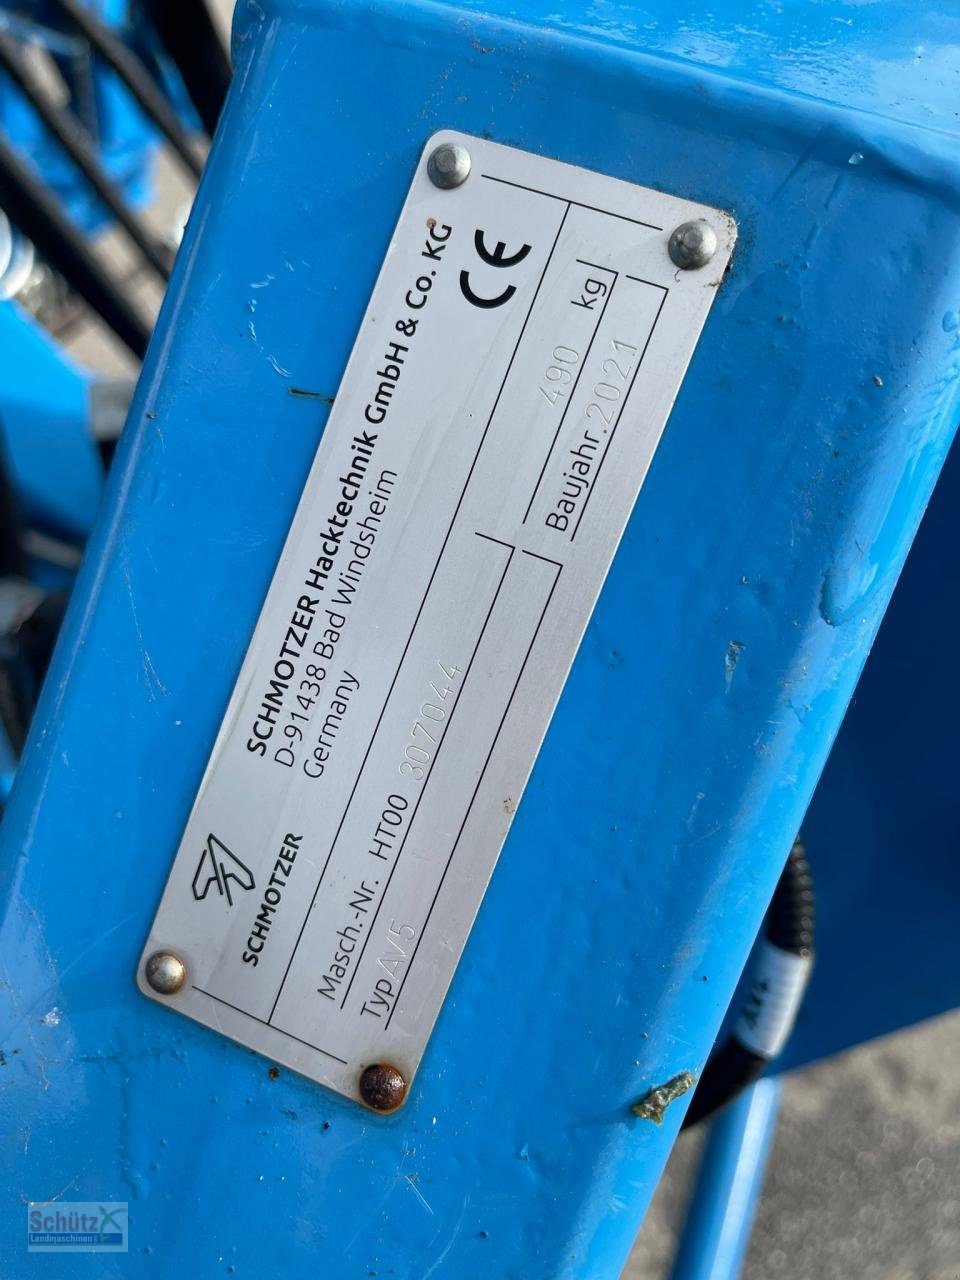 SCHMOTZER Hacktechnik GmbH & Co. KG
D-91438 Bad Windsheim
Germany
CE
SCHMOTZER
Masch.-Nr. HT00 307044
490 kg
Typ AV5
Baujahr. 2021
Schütz
Landmaschinen